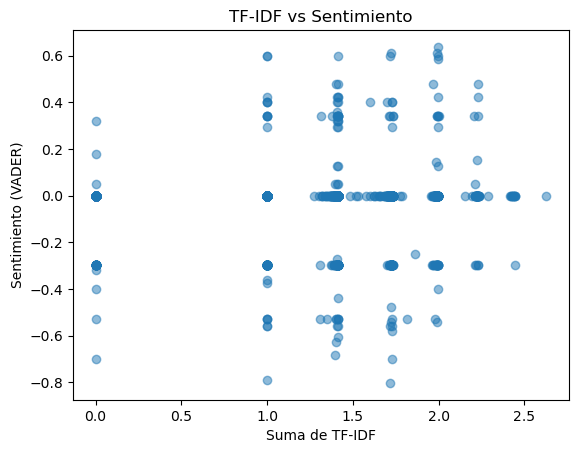 TF-IDF vs Sentimiento
Sentimiento (VADER)
0.6
0.4
0.2
0.0
−0.2
−0.4
−0.6
−0.8
0.0 0.5 1.0 1.5 2.0 2.5
Suma de TF-IDF